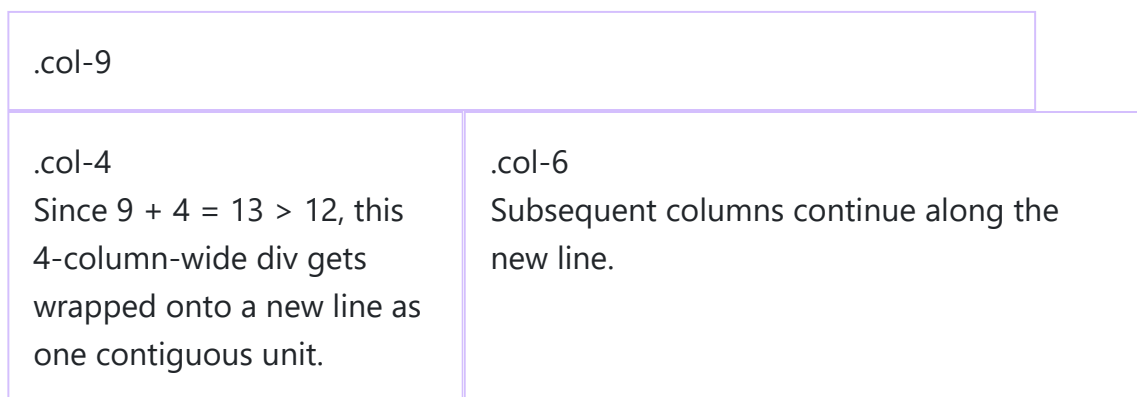 .col-9
.col-4
Since 9 + 4 = 13 > 12, this
4-column-wide div gets
wrapped onto a new line as
one contiguous unit.
.col-6
Subsequent columns continue along the
new line.